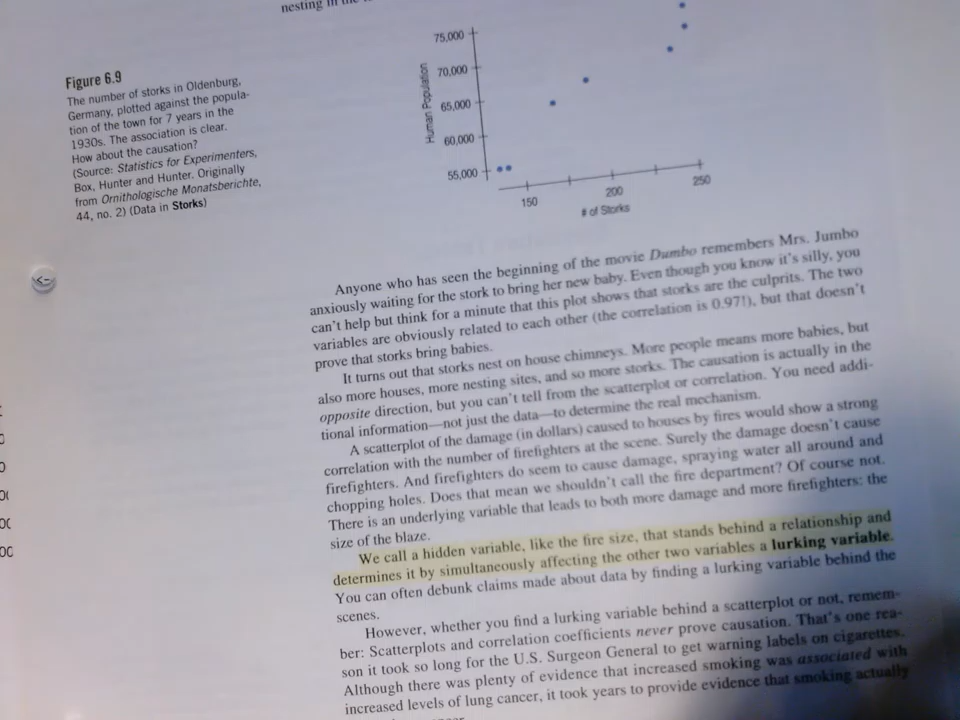 nesting in the
75,000
70,000
65,000
60,000
55,000
Human Population
150
200
250
# of Storks
Figure 6.9
The number of storks in Oldenburg,
Germany, plotted against the popula-
tion of the town for 7 years in the
1930s. The association is clear.
How about the causation?
(Source: Statistics for Experimenters,
Box, Hunter and Hunter. Originally
from Ornithologische Monatsberichte,
44, no. 2) (Data in Storks)
<–
Anyone who has seen the beginning of the movie Dumbo remembers Mrs. Jumbo
anxiously waiting for the stork to bring her new baby. Even though you know it's silly, you
can't help but think for a minute that this plot shows that storks are the culprits. The two
variables are obviously related to each other (the correlation is 0.97!), but that doesn't
prove that storks bring babies.
It turns out that storks nest on house chimneys. More people means more babies, but
also more houses, more nesting sites, and so more storks. The causation is actually in the
opposite direction, but you can't tell from the scatterplot or correlation. You need addi-
tional information—not just the data—to determine the real mechanism.
A scatterplot of the damage (in dollars) caused to houses by fires would show a strong
correlation with the number of firefighters at the scene. Surely the damage doesn't cause
firefighters. And firefighters do seem to cause damage, spraying water all around and
chopping holes. Does that mean we shouldn't call the fire department? Of course not.
There is an underlying variable that leads to both more damage and more firefighters: the
size of the blaze.
We call a hidden variable, like the fire size, that stands behind a relationship and
determines it by simultaneously affecting the other two variables a lurking variable.
You can often debunk claims made about data by finding a lurking variable behind the
scenes.
However, whether you find a lurking variable behind a scatterplot or not, remem-
ber: Scatterplots and correlation coefficients never prove causation. That's one rea-
son it took so long for the U.S. Surgeon General to get warning labels on cigarettes.
Although there was plenty of evidence that increased smoking was associated with
increased levels of lung cancer, it took years to provide evidence that smoking actually